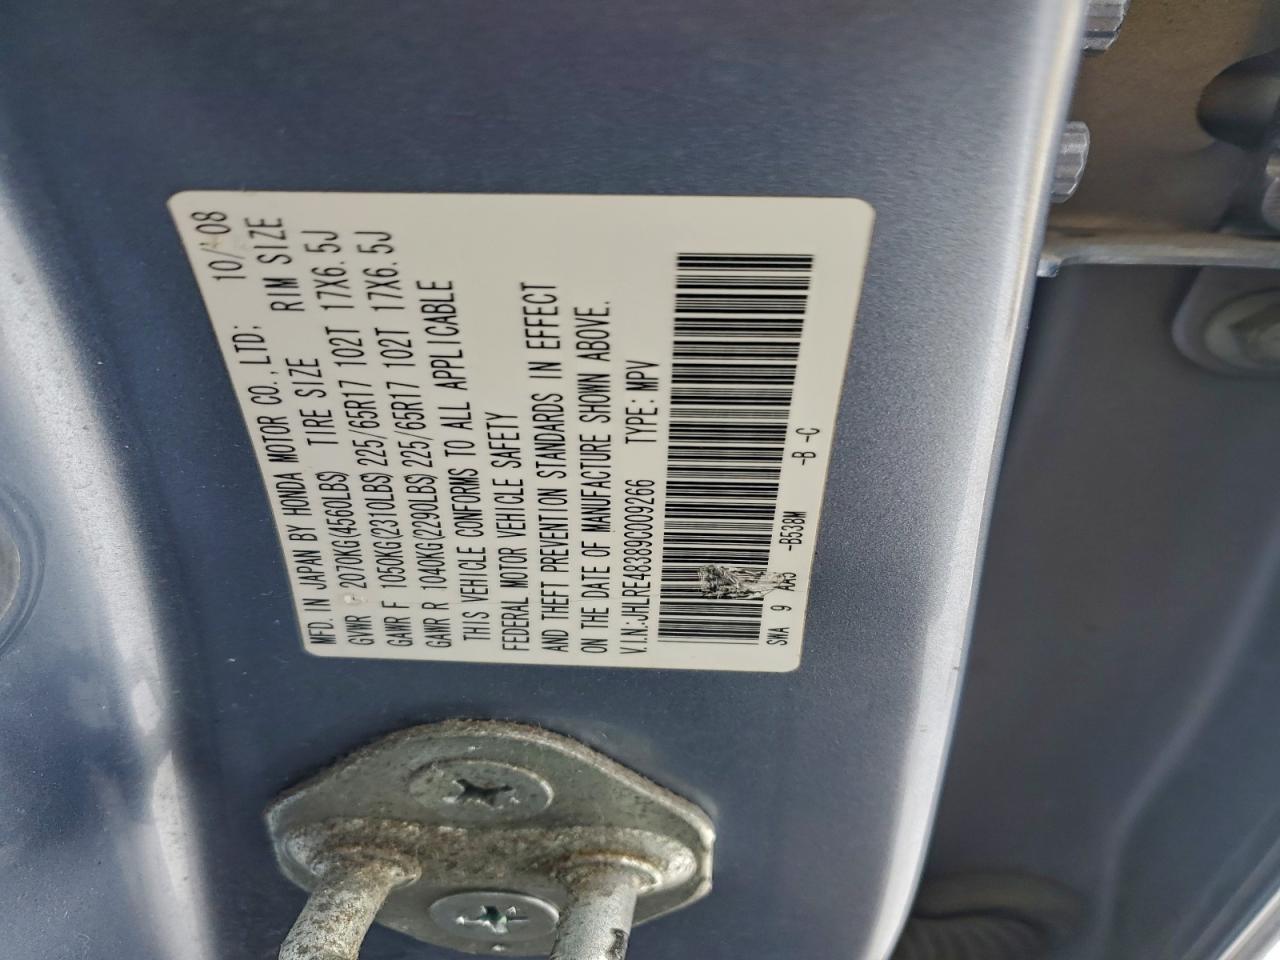 MFD. IN JAPAN BY HONDA MOTOR CO., LTD. 10/08
GVWR 2070KG(4560LBS) TIRE SIZE RIM SIZE
GAWR F 1050KG(2310LBS) 225/65R17 102T 17X6.5J
GAWR R 1040KG(2290LBS) 225/65R17 102T 17X6.5J
THIS VEHICLE CONFORMS TO ALL APPLICABLE
FEDERAL MOTOR VEHICLE SAFETY
AND THEFT PREVENTION STANDARDS IN EFFECT
ON THE DATE OF MANUFACTURE SHOWN ABOVE.
V.I.N.:JHLRE48389C009266 TYPE: MPV
SWA 9 AA5 -B538M -B -C